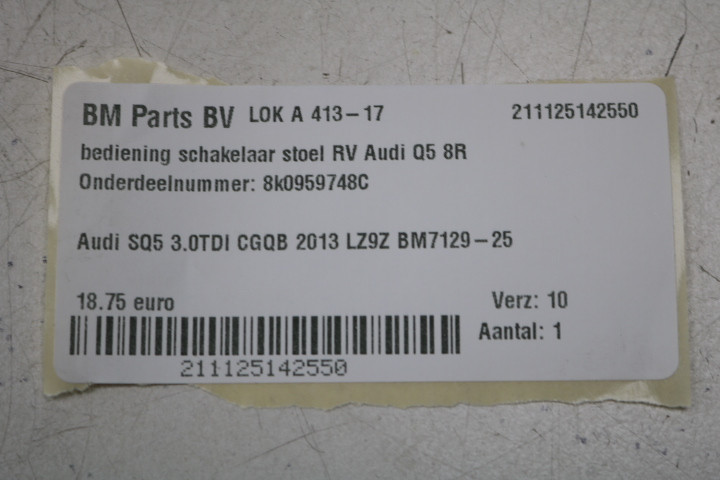 BM Parts BV LOK A 413-17 211125142550
bediening schakelaar stoel RV Audi Q5 8R
Onderdeelnummer: 8k0959748C
Audi SQ5 3.0TDI CGQB 2013 LZ9Z BM7129-25
18.75 euro Verz: 10
Aantal: 1
211125142550